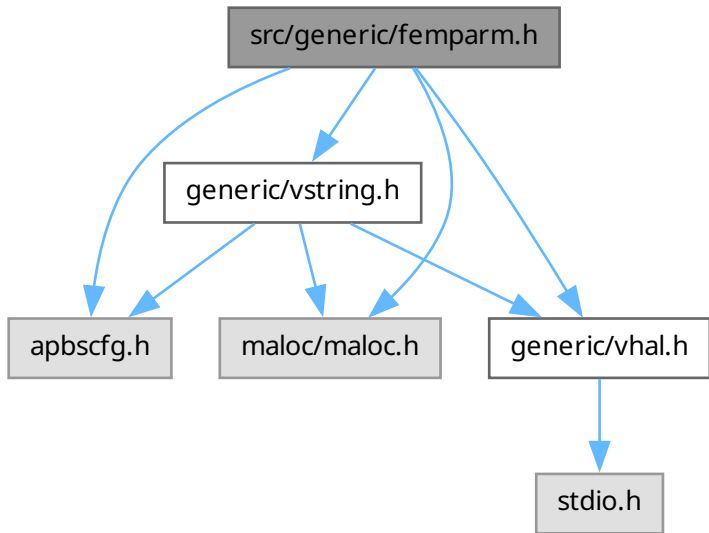 src/generic/femparm.h
generic/vstring.h
apbscfg.h
maloc/maloc.h
generic/vhal.h
stdio.h